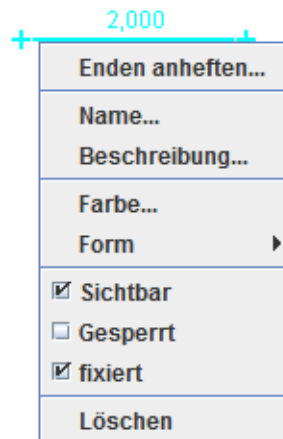 2,000
Enden anheften...
Name...
Beschreibung...
Farbe...
Form
Sichtbar
Gesperrt
fixiert
Löschen